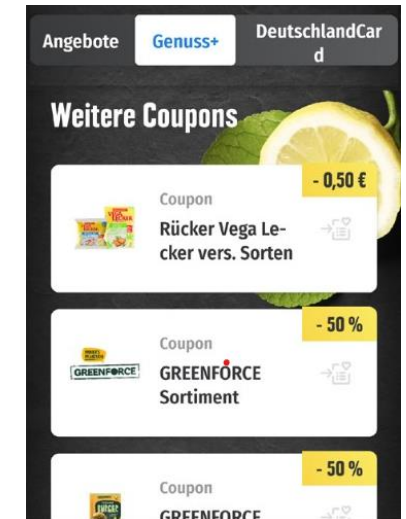 Angebote
Genuss+
DeutschlandCar
d
Weitere Coupons
- 0,50 €
Coupon
Rücker Vega Le-
cker vers. Sorten
- 50 %
Coupon
GREENFORCE
GREENFORCE
Sortiment
- 50 %
Coupon
GREENFORCE